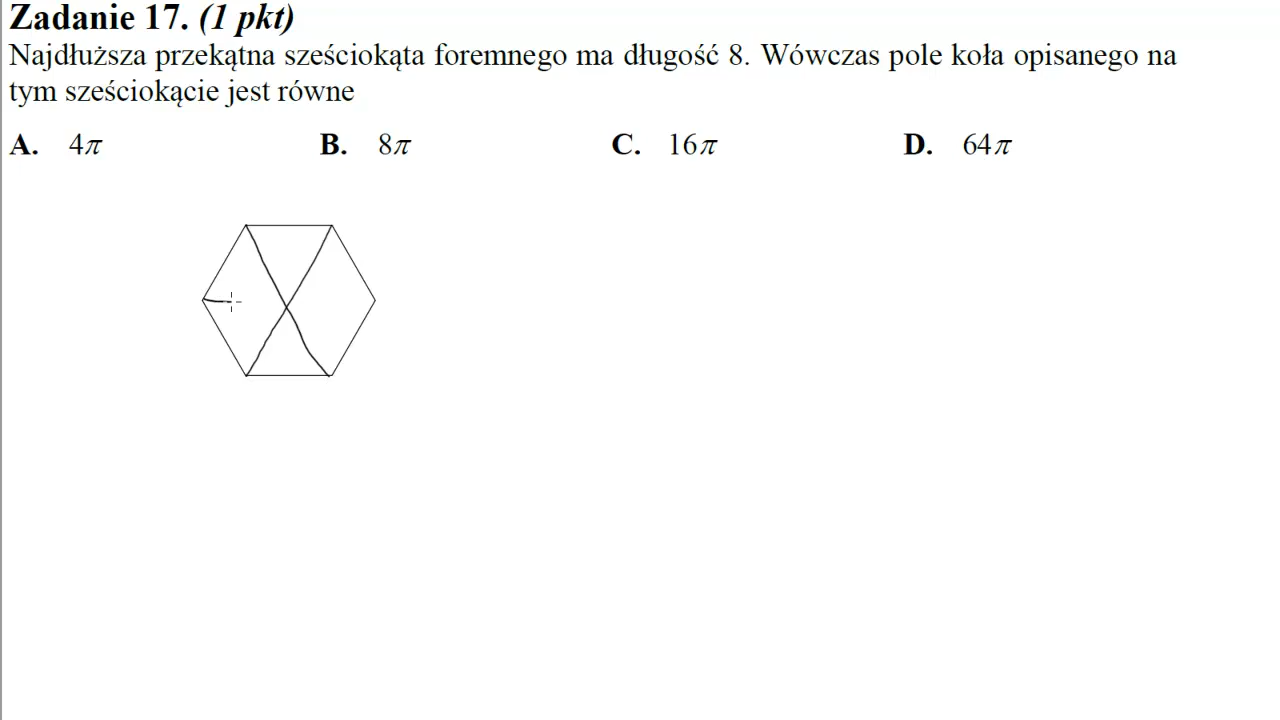 Zadanie 17. (1 pkt)
Najdłuższa przekątna sześciokąta foremnego ma długość 8. Wówczas pole koła opisanego na
tym sześciokącie jest równe
A. 4π B. 8π C. 16π D. 64π